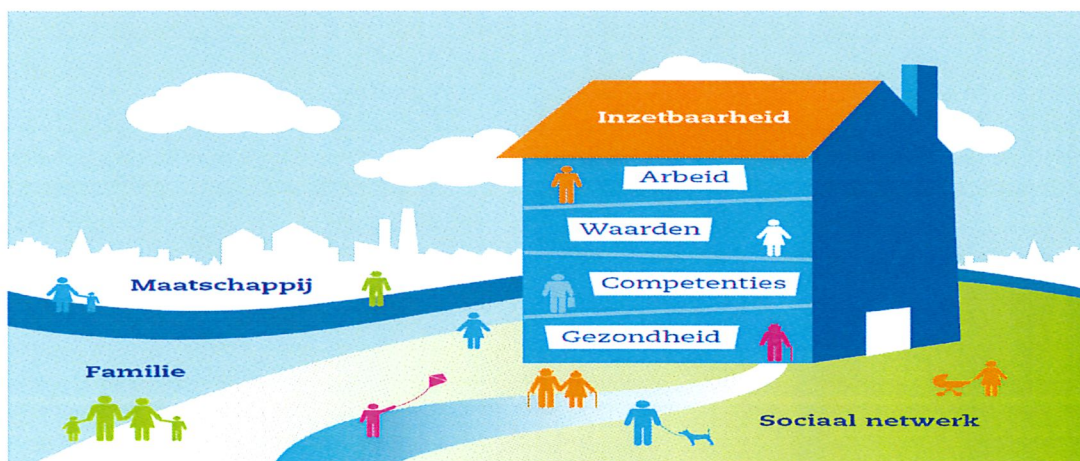 Inzetbaarheid
Arbeid
Waarden
Competenties
Gezondheid
Maatschappij
Familie
Sociaal netwerk